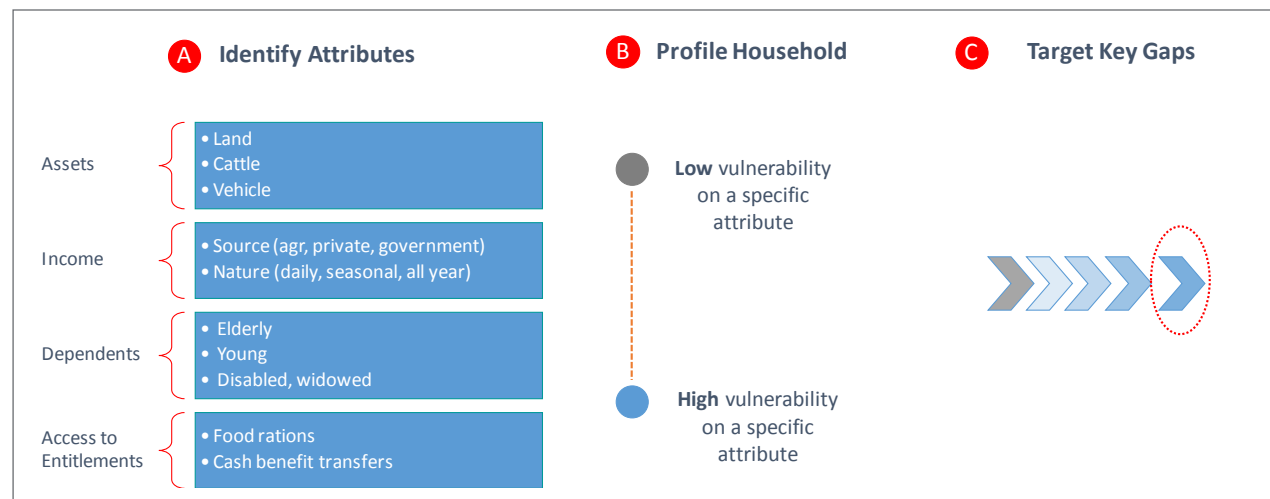 A Identify Attributes
B Profile Household
C Target Key Gaps
Assets
• Land
• Cattle
• Vehicle
Income
• Source (agr, private, government)
• Nature (daily, seasonal, all year)
Dependents
• Elderly
• Young
• Disabled, widowed
Access to
Entitlements
• Food rations
• Cash benefit transfers
Low vulnerability
on a specific
attribute
High vulnerability
on a specific
attribute